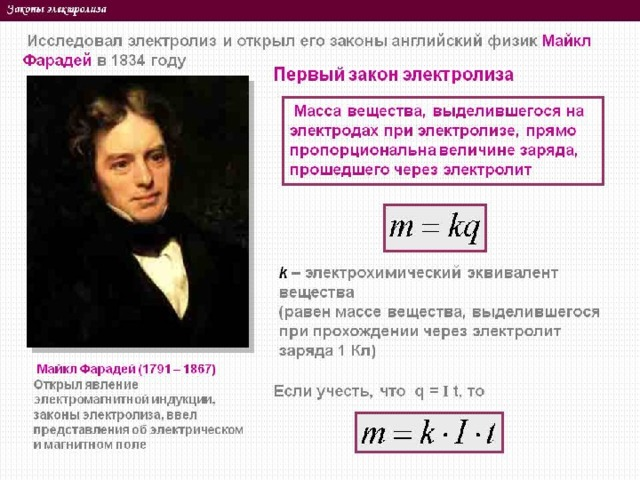 Законы электролиза
Исследовал электролиз и открыл его законы английский физик Майкл
Фарадей в 1834 году
Первый закон электролиза
Масса вещества, выделившегося на
электродах при электролизе, прямо
пропорциональна величине заряда,
прошедшего через электролит
m = kq
k – электрохимический эквивалент
вещества
(равен массе вещества, выделившегося
при прохождении через электролит
заряда 1 Кл)
Если учесть, что q = I t, то
m = k · I · t
Майкл Фарадей (1791 – 1867)
Открыл явление
электромагнитной индукции,
законы электролиза, ввел
представления об электрическом
и магнитном поле